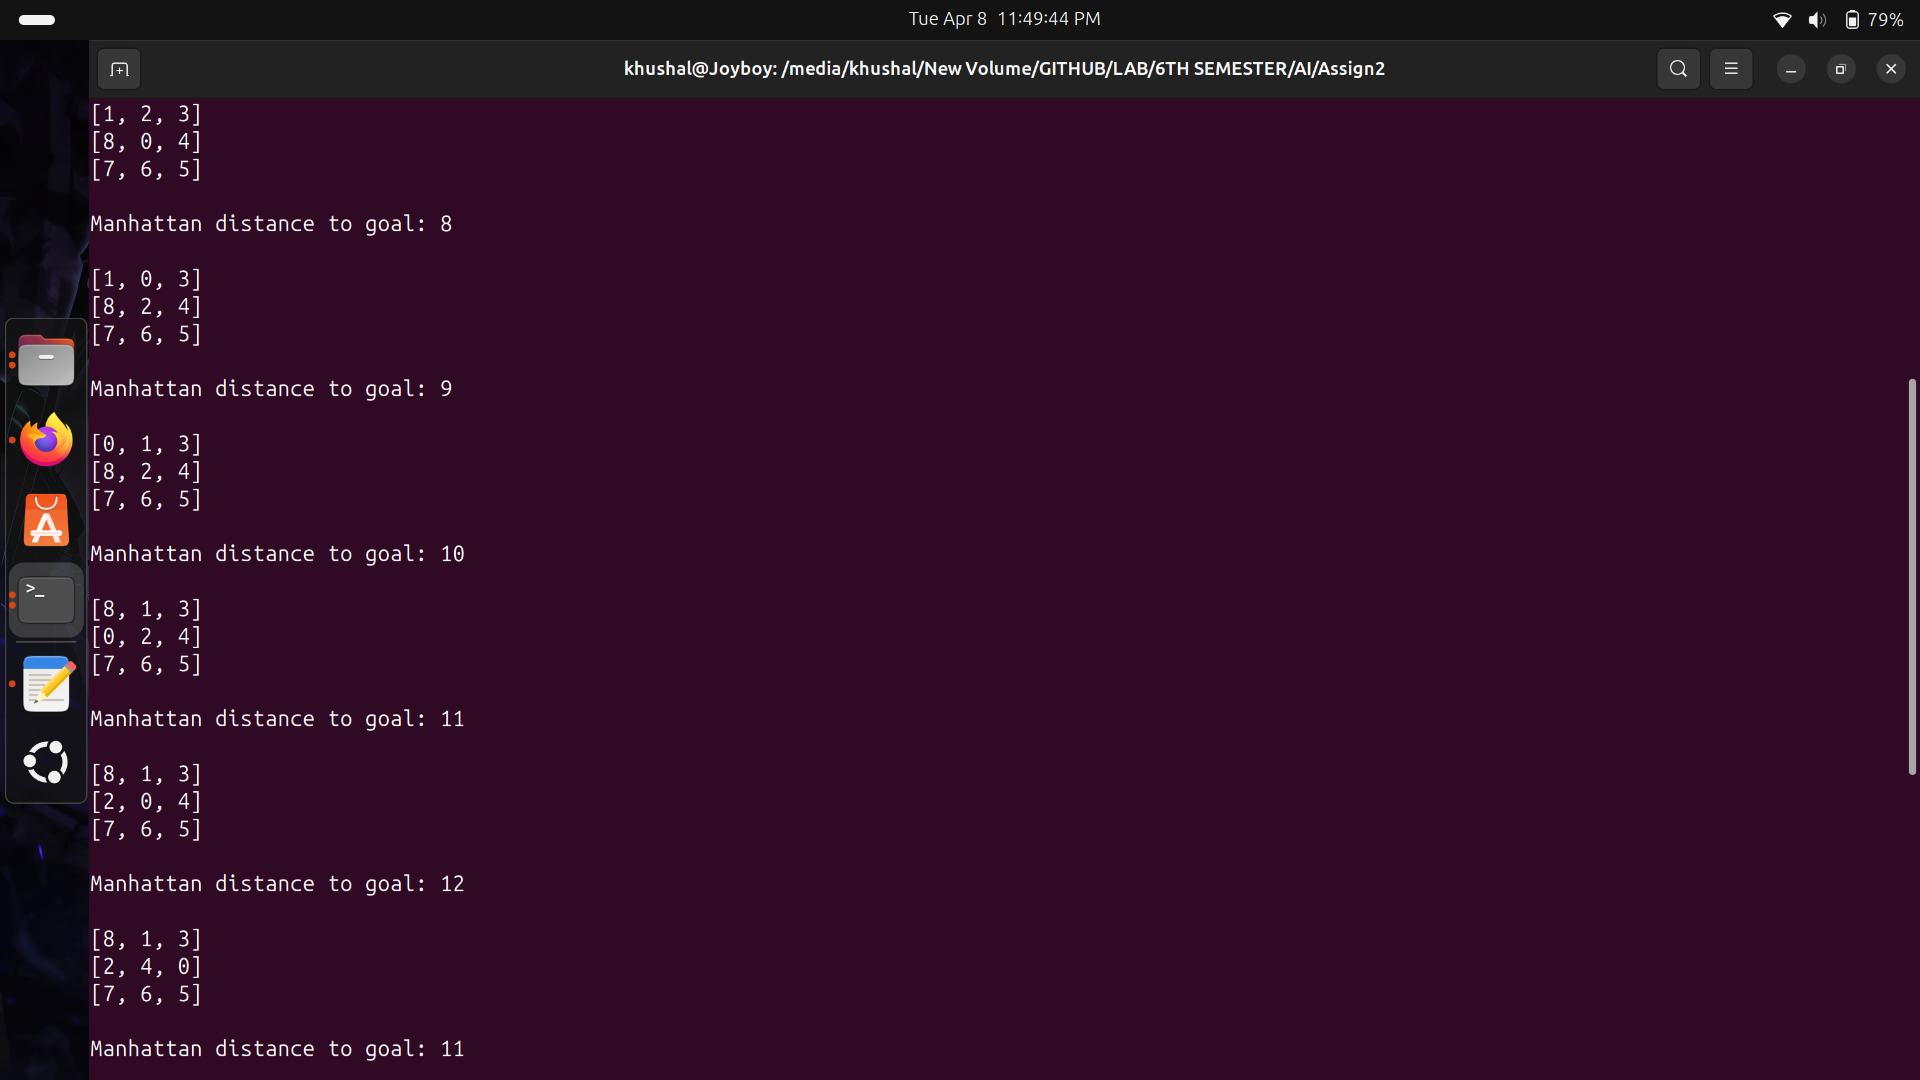 Tue Apr 8 11:49:44 PM
79%
khushal@Joyboy: /media/khushal/New Volume/GITHUB/LAB/6TH SEMESTER/AI/Assign2
[1, 2, 3]
[8, 0, 4]
[7, 6, 5]
Manhattan distance to goal: 8
[1, 0, 3]
[8, 2, 4]
[7, 6, 5]
Manhattan distance to goal: 9
[0, 1, 3]
[8, 2, 4]
[7, 6, 5]
Manhattan distance to goal: 10
[8, 1, 3]
[0, 2, 4]
[7, 6, 5]
Manhattan distance to goal: 11
[8, 1, 3]
[2, 0, 4]
[7, 6, 5]
Manhattan distance to goal: 12
[8, 1, 3]
[2, 4, 0]
[7, 6, 5]
Manhattan distance to goal: 11